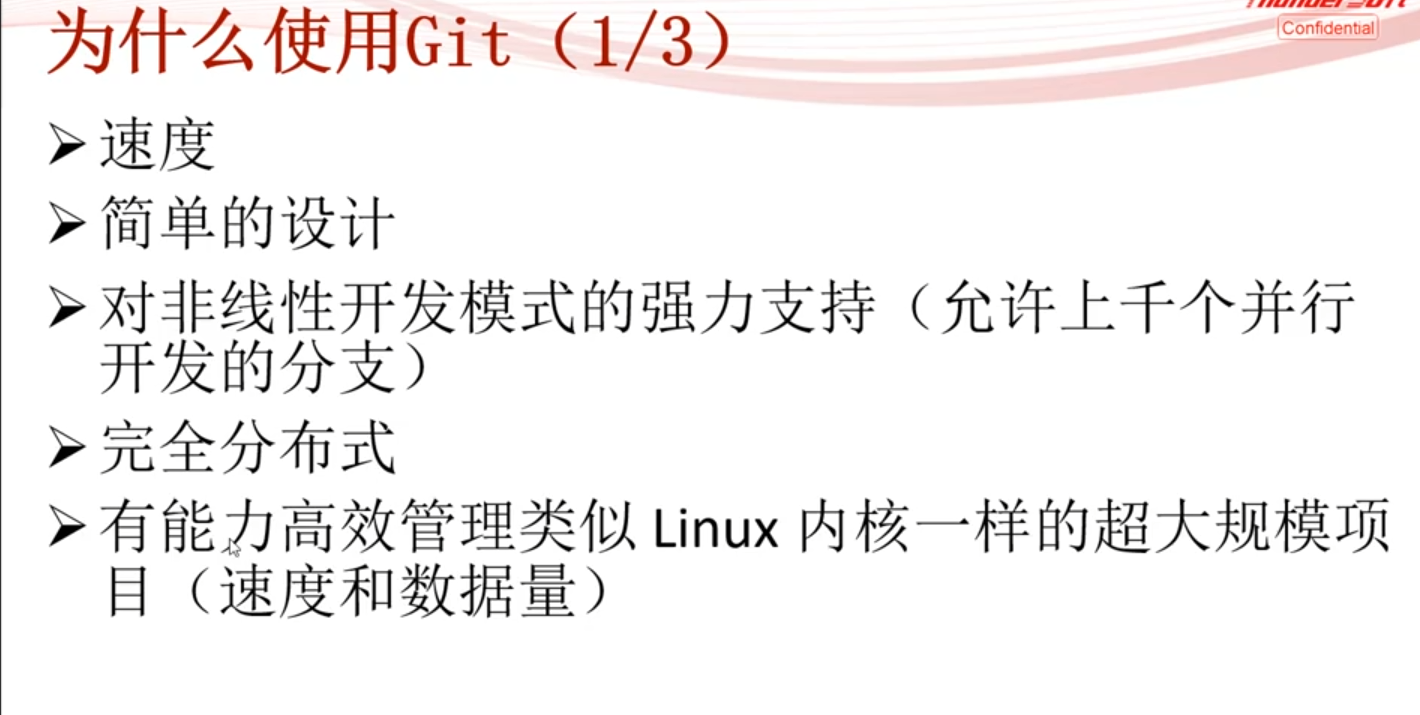 Confidential
为什么使用Git（1/3）
速度
简单的设计
对非线性开发模式的强力支持（允许上千个并行
开发的分支）
完全分布式
有能力高效管理类似 Linux 内核一样的超大规模项
目（速度和数据量）